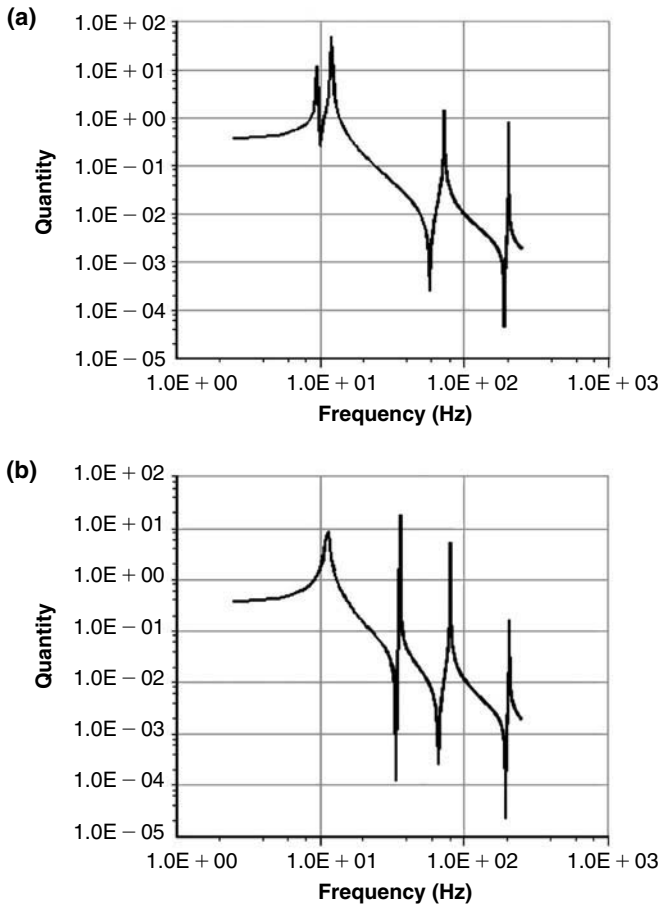 (a)
Quantity
1.0E + 02
1.0E + 01
1.0E + 00
1.0E − 01
1.0E − 02
1.0E − 03
1.0E − 04
1.0E − 05
1.0E + 00 1.0E + 01 1.0E + 02 1.0E + 03
Frequency (Hz)
(b)
Quantity
1.0E + 02
1.0E + 01
1.0E + 00
1.0E − 01
1.0E − 02
1.0E − 03
1.0E − 04
1.0E − 05
1.0E + 00 1.0E + 01 1.0E + 02 1.0E + 03
Frequency (Hz)